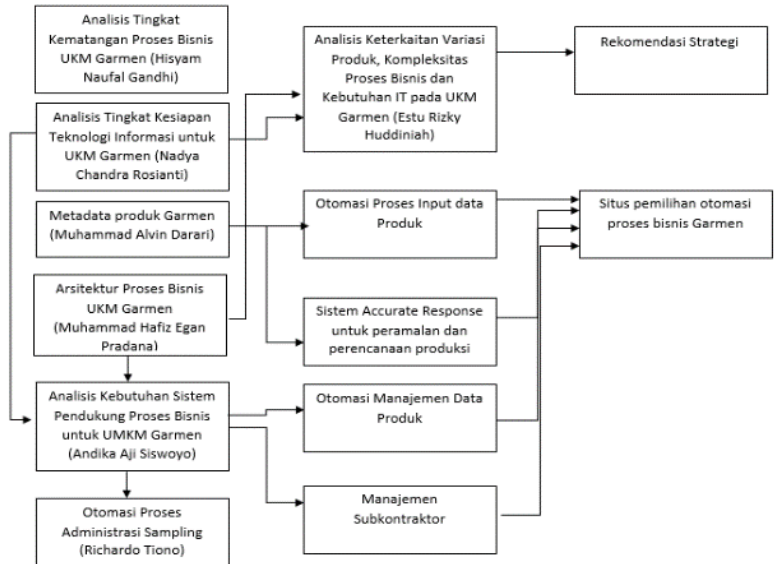 Analisis Tingkat
Kematangan Proses Bisnis
UKM Garmen (Hisyam
Naufal Gandhi)
Analisis Tingkat Kesiapan
Teknologi Informasi untuk
UKM Garmen (Nadya
Chandra Rosianti)
Metadata produk Garmen
(Muhammad Alvin Darari)
Arsitektur Proses Bisnis
UKM Garmen
(Muhammad Hafiz Egan
Pradana)
Analisis Kebutuhan Sistem
Pendukung Proses Bisnis
untuk UMKM Garmen
(Andika Aji Siswoyo)
Otomasi Proses
Administrasi Sampling
(Richardo Tiono)
Analisis Keterkaitan Variasi
Produk, Kompleksitas
Proses Bisnis dan
Kebutuhan IT pada UKM
Garmen (Estu Rizky
Huddiniah)
Otomasi Proses Input data
Produk
Sistem Accurate Response
untuk peramalan dan
perencanaan produksi
Otomasi Manajemen Data
Produk
Manajemen
Subkontraktor
Rekomendasi Strategi
Situs pemilihan otomasi
proses bisnis Garmen